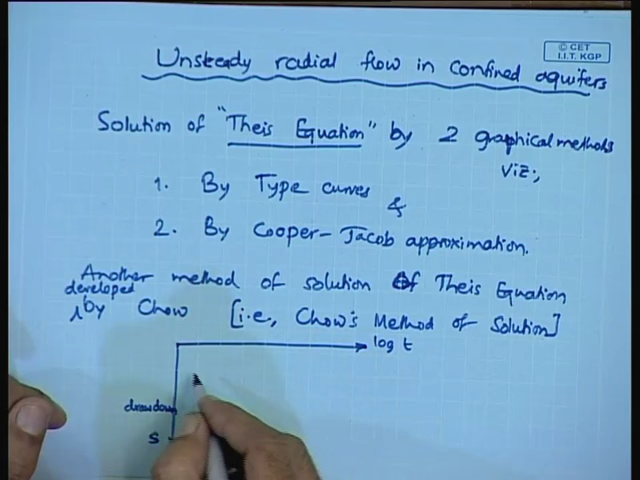 © CET
I.I.T. KGP
Unsteady radial flow in confined aquifers
Solution of "Theis Equation" by 2 graphical methods
viz;,
1. By Type curves &
2. By Cooper-Jacob approximation.
Another method of solution of Theis Equation
developed
by Chow [i.e, Chow's Method of Solution]
log t
drawdown
s